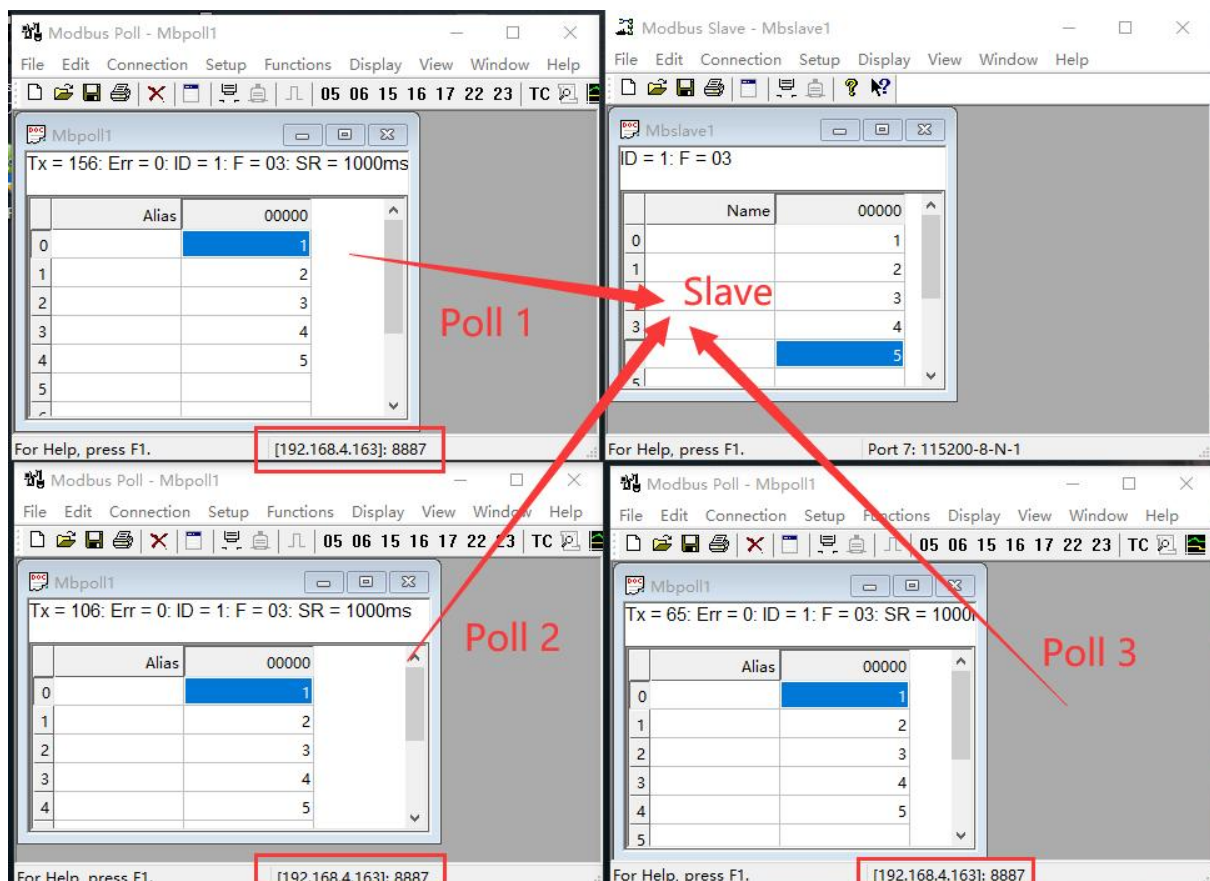 Modbus Poll - Mbpoll1
File Edit Connection Setup Functions Display View Window Help
05 06 15 16 17 22 23 TC
Mbpoll1
Tx = 156: Err = 0: ID = 1: F = 03: SR = 1000ms
Alias 00000
0 1
1 2
2 3
3 4
4 5
5
Poll 1
For Help, press F1. [192.168.4.163]: 8887
Modbus Slave - Mbslave1
File Edit Connection Setup Display View Window Help
Mbslave1
ID = 1: F = 03
Name 00000
0 1
1 2
3
3 4
5
5
Slave
For Help, press F1. Port 7: 115200-8-N-1
Modbus Poll - Mbpoll1
File Edit Connection Setup Functions Display View Window Help
05 06 15 16 17 22 23 TC
Mbpoll1
Tx = 106: Err = 0: ID = 1: F = 03: SR = 1000ms
Alias 00000
0 1
1 2
2 3
3 4
4 5
Poll 2
For Help, press F1. [192.168.4.163]: 8887
Modbus Poll - Mbpoll1
File Edit Connection Setup Functions Display View Window Help
05 06 15 16 17 22 23 TC
Mbpoll1
Tx = 65: Err = 0: ID = 1: F = 03: SR = 1000
Alias 00000
0 1
1 2
2 3
3 4
4 5
5
Poll 3
For Help, press F1. [192.168.4.163]: 8887